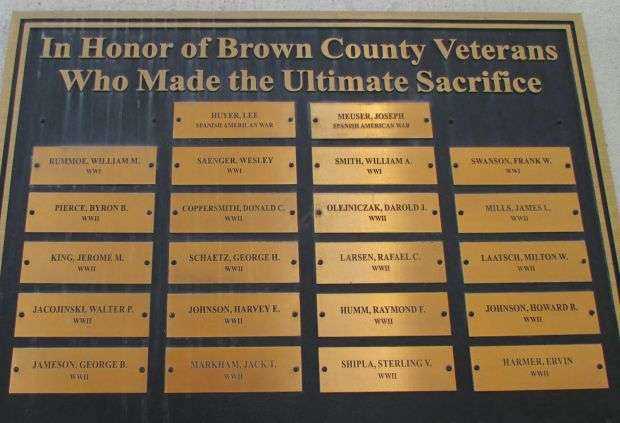 In Honor of Brown County Veterans
Who Made the Ultimate Sacrifice
HUYER, LEE
SPANISH AMERICAN WAR
MEUSER, JOSEPH
SPANISH AMERICAN WAR
RUMMOE, WILLIAM M.
WWI
SAENGER, WESLEY
WWI
SMITH, WILLIAM A.
WWI
SWANSON, FRANK W.
WWI
PIERCE, BYRON B.
WWII
COPPERSMITH, DONALD C.
WWII
OLEJNICZAK, DAROLD J.
WWII
MILLS, JAMES L.
WWII
KING, JEROME M.
WWII
SCHAETZ, GEORGE H.
WWII
LARSEN, RAFAEL C.
WWII
LAATSCH, MILTON W.
WWII
JACOJINSKI, WALTER P.
WWII
JOHNSON, HARVEY E.
WWII
HUMM, RAYMOND F.
WWII
JOHNSON, HOWARD B.
WWII
JAMESON, GEORGE B.
WWII
MARKHAM, JACK T.
WWII
SHIPLA, STERLING V.
WWII
HARMER, ERVIN
WWII